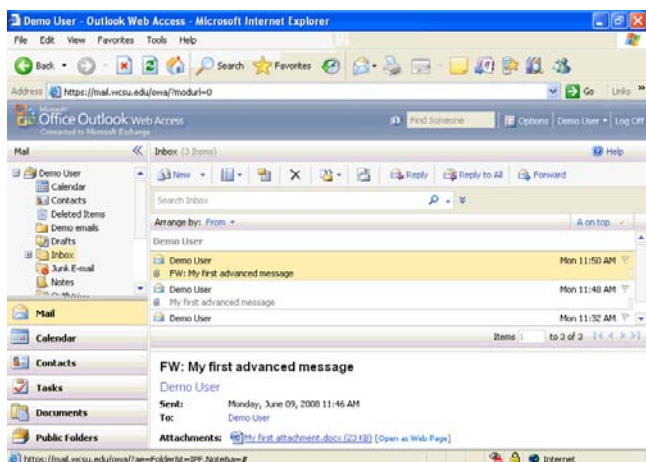 Demo User - Outlook Web Access - Microsoft Internet Explorer
File Edit View Favorites Tools Help
Back Search Favorites
Address https://mail.wcsu.edu/owa/?modurl=0 Go Links »
Microsoft
Office Outlook Web Access Find Someone Options Demo User Log Off
Connected to Microsoft Exchange
Mail « Inbox (3 Items) Help
Demo User New Reply Reply to All Forward
Calendar
Contacts Search Inbox
Deleted Items
Demo emails Arrange by: From A on top
Drafts Demo User
Inbox Demo User Mon 11:50 AM
Junk E-mail FW: My first advanced message
Notes Demo User Mon 11:48 AM
My first advanced message
Mail Demo User Mon 11:32 AM
Calendar Items 1 to 3 of 3
Contacts FW: My first advanced message
Demo User
Tasks Sent: Monday, June 09, 2008 11:46 AM
Documents To: Demo User
Public Folders Attachments: My first attachment.docx (23 KB) [Open as Web Page]
https://mail.wcsu.edu/owa/?ae=Folder&t=IPF.Note&a=# Internet